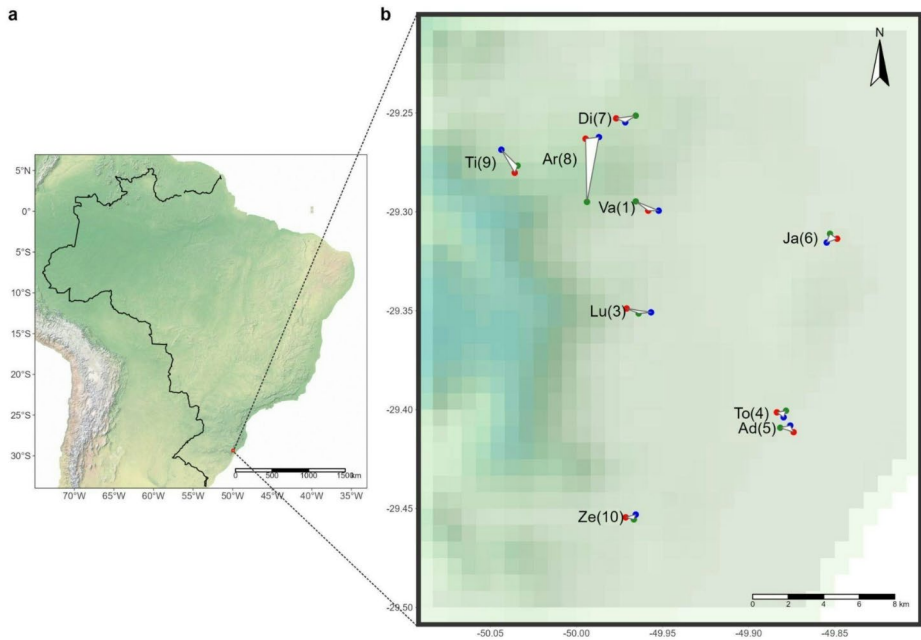 a
5°N
0°
5°S
10°S
15°S
20°S
25°S
30°S
70°W
65°W
60°W
55°W
50°W
45°W
40°W
35°W
0
500
1000
1500
km
b
N
-29.25
-29.30
-29.35
-29.40
-29.45
-29.50
Di(7)
Ti(9)
Ar(8)
Va(1)
Ja(6)
Lu(3)
To(4)
Ad(5)
Ze(10)
0
2
4
6
8 km
-50.05
-50.00
-49.95
-49.90
-49.85